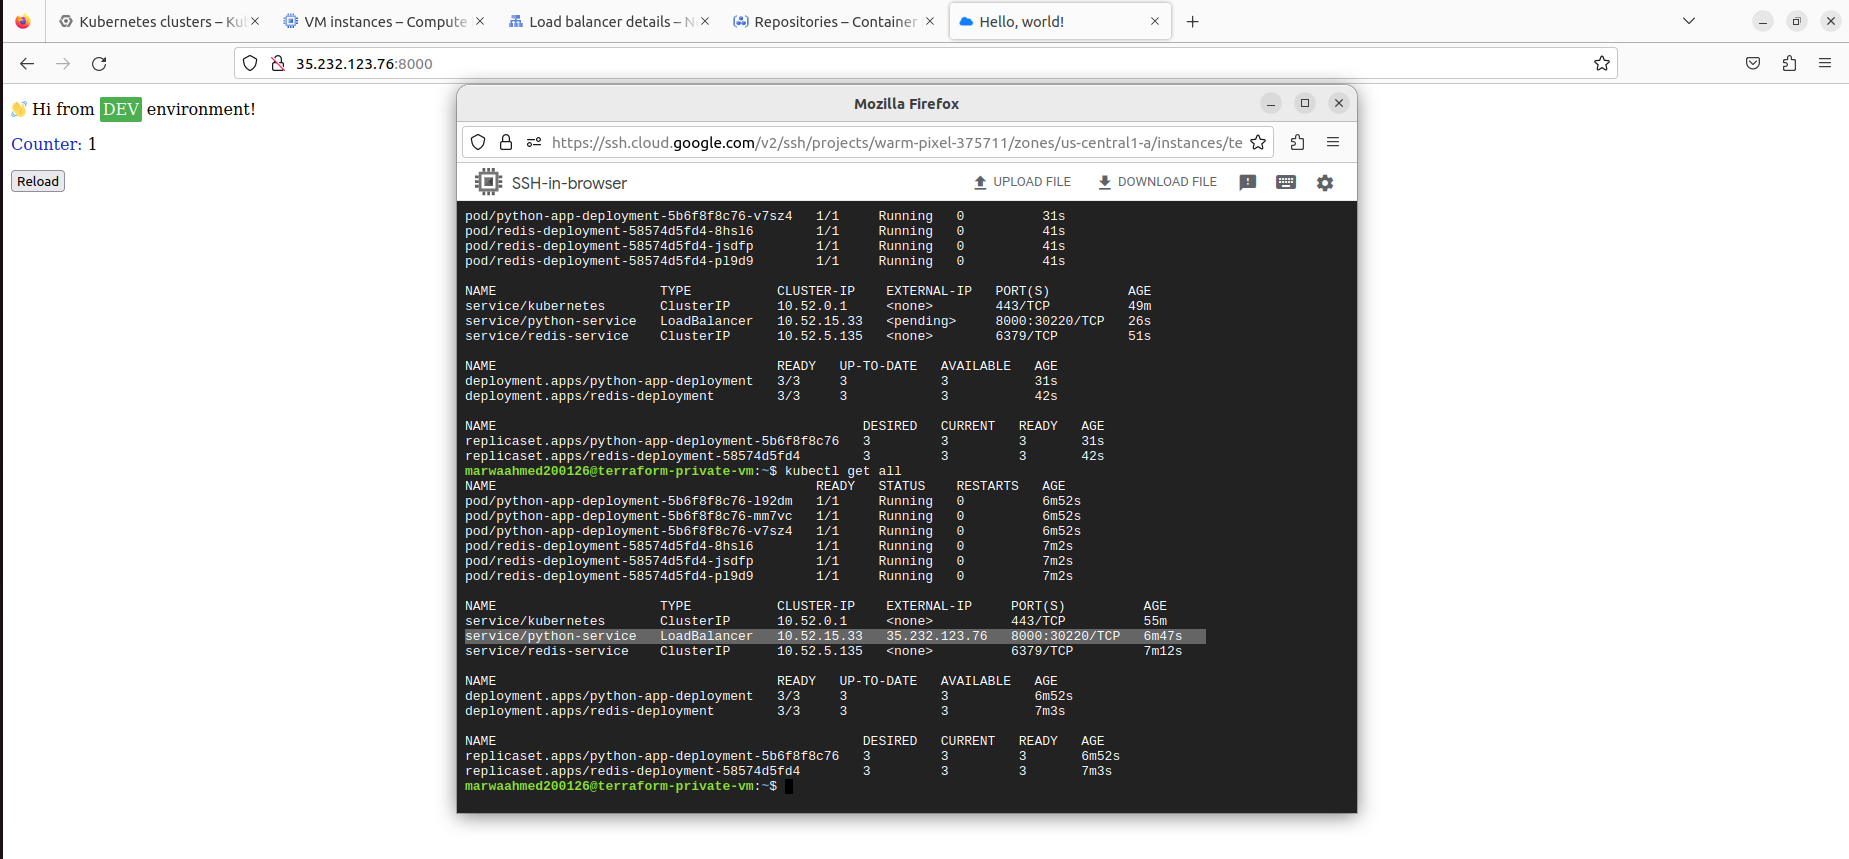 Kubernetes clusters – Ku
VM instances – Compute
Load balancer details – N
Repositories – Container
Hello, world!
35.232.123.76:8000
👋 Hi from DEV environment!
Counter: 1
Reload
Mozilla Firefox
https://ssh.cloud.google.com/v2/ssh/projects/warm-pixel-375711/zones/us-central1-a/instances/te
SSH-in-browser
UPLOAD FILE
DOWNLOAD FILE
pod/python-app-deployment-5b6f8f8c76-v7sz4 1/1 Running 0 31s
pod/redis-deployment-58574d5fd4-8hsl6 1/1 Running 0 41s
pod/redis-deployment-58574d5fd4-jsdfp 1/1 Running 0 41s
pod/redis-deployment-58574d5fd4-pl9d9 1/1 Running 0 41s
NAME TYPE CLUSTER-IP EXTERNAL-IP PORT(S) AGE
service/kubernetes ClusterIP 10.52.0.1 <none> 443/TCP 49m
service/python-service LoadBalancer 10.52.15.33 <pending> 8000:30220/TCP 26s
service/redis-service ClusterIP 10.52.5.135 <none> 6379/TCP 51s
NAME READY UP-TO-DATE AVAILABLE AGE
deployment.apps/python-app-deployment 3/3 3 3 31s
deployment.apps/redis-deployment 3/3 3 3 42s
NAME DESIRED CURRENT READY AGE
replicaset.apps/python-app-deployment-5b6f8f8c76 3 3 3 31s
replicaset.apps/redis-deployment-58574d5fd4 3 3 3 42s
marwaahmed200126@terraform-private-vm:~$ kubectl get all
NAME READY STATUS RESTARTS AGE
pod/python-app-deployment-5b6f8f8c76-l92dm 1/1 Running 0 6m52s
pod/python-app-deployment-5b6f8f8c76-mm7vc 1/1 Running 0 6m52s
pod/python-app-deployment-5b6f8f8c76-v7sz4 1/1 Running 0 6m52s
pod/redis-deployment-58574d5fd4-8hsl6 1/1 Running 0 7m2s
pod/redis-deployment-58574d5fd4-jsdfp 1/1 Running 0 7m2s
pod/redis-deployment-58574d5fd4-pl9d9 1/1 Running 0 7m2s
NAME TYPE CLUSTER-IP EXTERNAL-IP PORT(S) AGE
service/kubernetes ClusterIP 10.52.0.1 <none> 443/TCP 55m
service/python-service LoadBalancer 10.52.15.33 35.232.123.76 8000:30220/TCP 6m47s
service/redis-service ClusterIP 10.52.5.135 <none> 6379/TCP 7m12s
NAME READY UP-TO-DATE AVAILABLE AGE
deployment.apps/python-app-deployment 3/3 3 3 6m52s
deployment.apps/redis-deployment 3/3 3 3 7m3s
NAME DESIRED CURRENT READY AGE
replicaset.apps/python-app-deployment-5b6f8f8c76 3 3 3 6m52s
replicaset.apps/redis-deployment-58574d5fd4 3 3 3 7m3s
marwaahmed200126@terraform-private-vm:~$